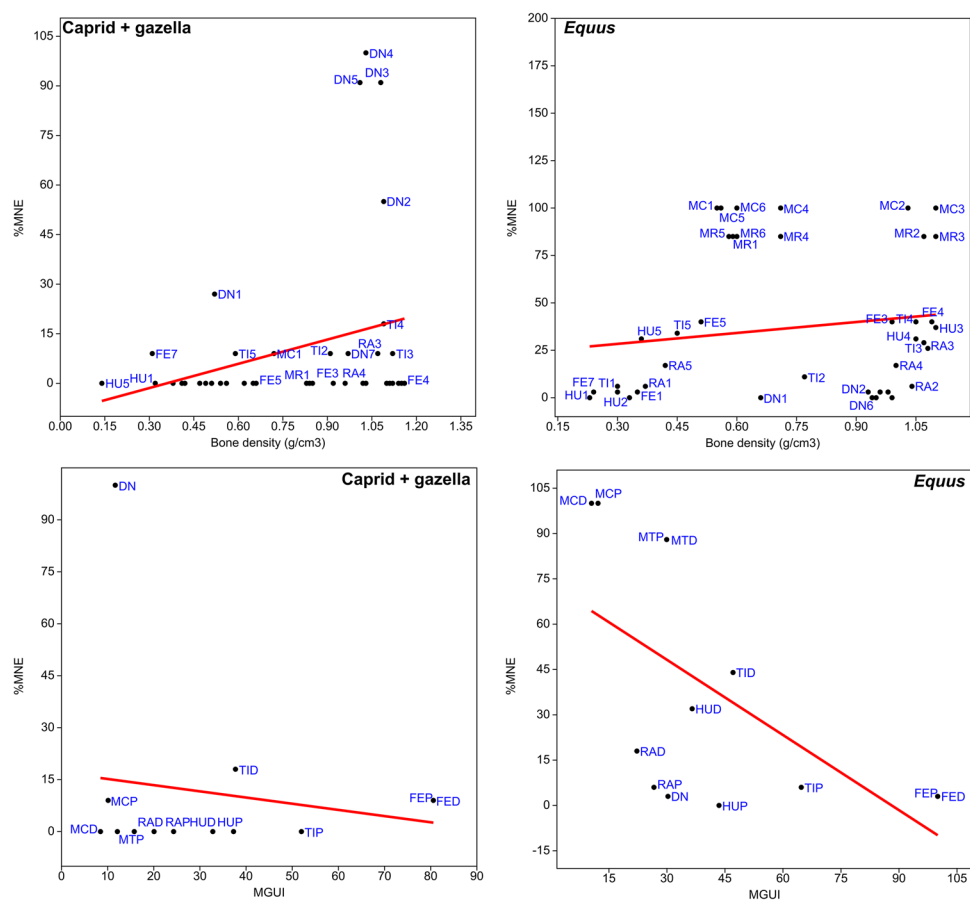 Caprid + gazella
105
90
75
60
45
30
15
0
%MNE
DN4
DN3
DN5
DN2
DN1
TI4
RA3
FE7
TI5
MC1
TI2
DN7
TI3
HU5
HU1
FE5
MR1
FE3
RA4
FE4
0.00
0.15
0.30
0.45
0.60
0.75
0.90
1.05
1.20
1.35
Bone density (g/cm3)
Equus
200
175
150
125
100
75
50
25
0
%MNE
MC1
MC5
MC6
MC4
MC2
MC3
MR5
MR6
MR1
MR4
MR2
MR3
HU5
TI5
FE5
FE3
TI4
FE4
HU3
HU4
TI3
RA3
RA5
RA4
FE7
TI1
RA1
TI2
DN2
RA2
HU1
HU2
FE1
DN1
DN6
0.15
0.30
0.45
0.60
0.75
0.90
1.05
Bone density (g/cm3)
Caprid + gazella
90
75
60
45
30
15
0
%MNE
DN
TID
MCP
FEP
FED
MCD
MTP
RAD
RAP
HUD
HUP
TIP
0
10
20
30
40
50
60
70
80
90
MGUI
Equus
105
90
75
60
45
30
15
0
-15
%MNE
MCD
MCP
MTP
MTD
TID
HUD
RAD
RAP
DN
HUP
TIP
FEP
FED
15
30
45
60
75
90
105
MGUI